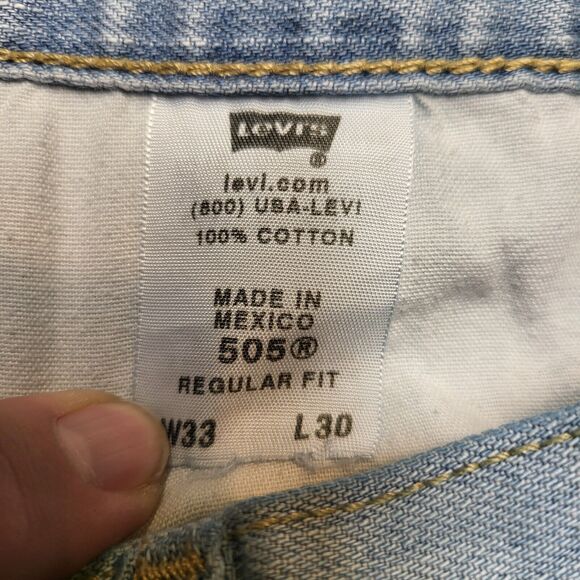 Levi's
®
levi.com
(800) USA-LEVI
100% COTTON
MADE IN
MEXICO
505®
REGULAR FIT
W33 L30